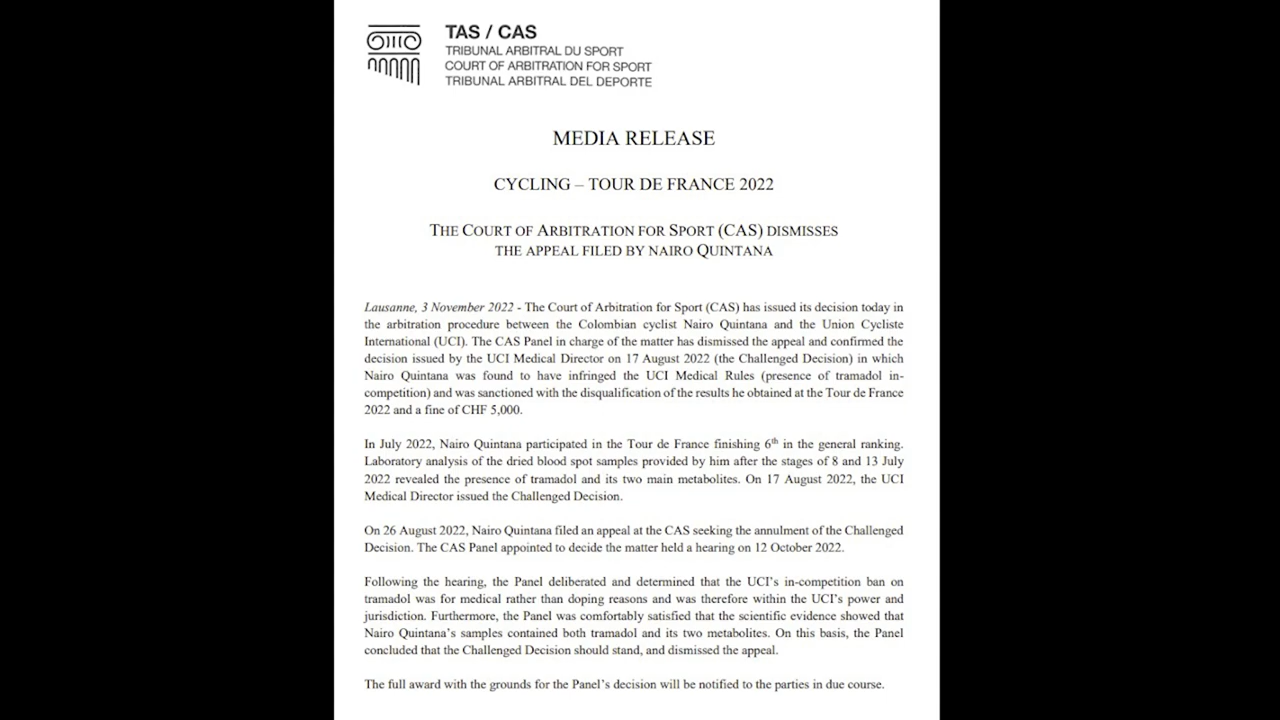 TAS / CAS
TRIBUNAL ARBITRAL DU SPORT
COURT OF ARBITRATION FOR SPORT
TRIBUNAL ARBITRAL DEL DEPORTE
MEDIA RELEASE
CYCLING – TOUR DE FRANCE 2022
THE COURT OF ARBITRATION FOR SPORT (CAS) DISMISSES
THE APPEAL FILED BY NAIRO QUINTANA
Lausanne, 3 November 2022 - The Court of Arbitration for Sport (CAS) has issued its decision today in
the arbitration procedure between the Colombian cyclist Nairo Quintana and the Union Cycliste
International (UCI). The CAS Panel in charge of the matter has dismissed the appeal and confirmed the
decision issued by the UCI Medical Director on 17 August 2022 (the Challenged Decision) in which
Nairo Quintana was found to have infringed the UCI Medical Rules (presence of tramadol in-
competition) and was sanctioned with the disqualification of the results he obtained at the Tour de France
2022 and a fine of CHF 5,000.
In July 2022, Nairo Quintana participated in the Tour de France finishing 6th in the general ranking.
Laboratory analysis of the dried blood spot samples provided by him after the stages of 8 and 13 July
2022 revealed the presence of tramadol and its two main metabolites. On 17 August 2022, the UCI
Medical Director issued the Challenged Decision.
On 26 August 2022, Nairo Quintana filed an appeal at the CAS seeking the annulment of the Challenged
Decision. The CAS Panel appointed to decide the matter held a hearing on 12 October 2022.
Following the hearing, the Panel deliberated and determined that the UCI's in-competition ban on
tramadol was for medical rather than doping reasons and was therefore within the UCI's power and
jurisdiction. Furthermore, the Panel was comfortably satisfied that the scientific evidence showed that
Nairo Quintana's samples contained both tramadol and its two metabolites. On this basis, the Panel
concluded that the Challenged Decision should stand, and dismissed the appeal.
The full award with the grounds for the Panel's decision will be notified to the parties in due course.